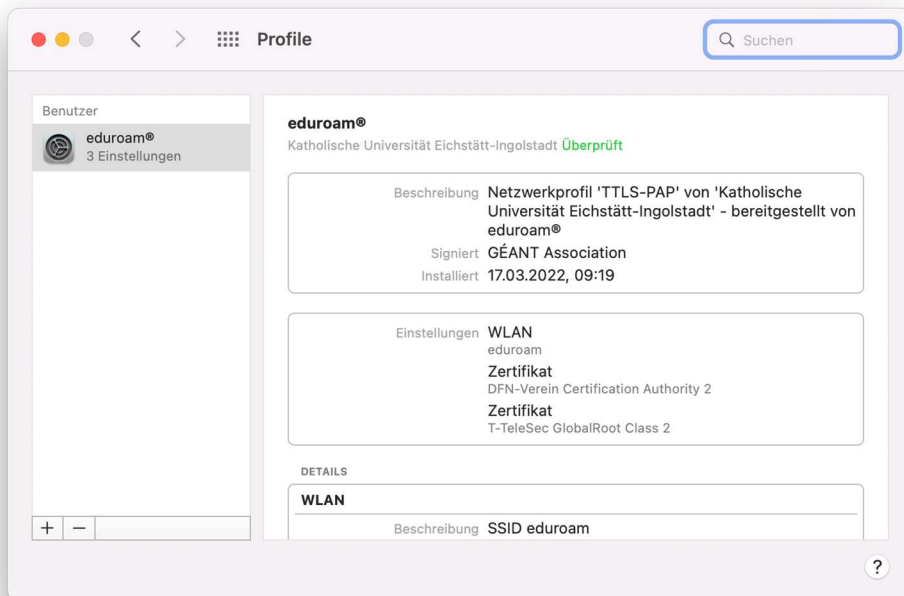 Profile
Suchen
Benutzer
eduroam®
3 Einstellungen
eduroam®
Katholische Universität Eichstätt-Ingolstadt Überprüft
Beschreibung Netzwerkprofil 'TTLS-PAP' von 'Katholische
Universität Eichstätt-Ingolstadt' - bereitgestellt von
eduroam®
Signiert GÉANT Association
Installiert 17.03.2022, 09:19
Einstellungen WLAN
eduroam
Zertifikat
DFN-Verein Certification Authority 2
Zertifikat
T-TeleSec GlobalRoot Class 2
DETAILS
WLAN
Beschreibung SSID eduroam
+ −
?